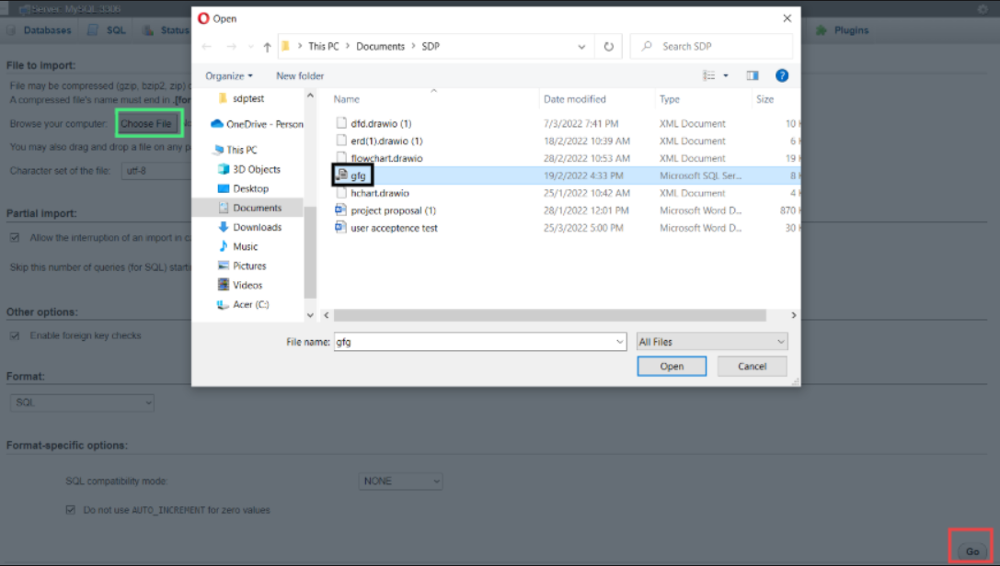 Server: MySQL:3306
Databases SQL Status Plugins
File to import:
File may be compressed (gzip, bzip2, zip)
A compressed file's name must end in .[for
Browse your computer: Choose File
You may also drag and drop a file on any p
Character set of the file: utf-8
Partial import:
Allow the interruption of an import in ca
Skip this number of queries (for SQL) starti
Other options:
Enable foreign key checks
Format:
SQL
Format-specific options:
SQL compatibility mode: NONE
Do not use AUTO_INCREMENT for zero values
Go
Open
This PC > Documents > SDP
Search SDP
Organize New folder
sdptest
OneDrive - Person
This PC
3D Objects
Desktop
Documents
Downloads
Music
Pictures
Videos
Acer (C:)
Name Date modified Type Size
dfd.drawio (1) 7/3/2022 7:41 PM XML Document 10
erd(1).drawio (1) 18/2/2022 10:39 AM XML Document 6
flowchart.drawio 28/2/2022 10:53 AM XML Document 19
gfg 19/2/2022 4:33 PM Microsoft SQL Ser... 8
hchart.drawio 25/1/2022 10:42 AM XML Document 4
project proposal (1) 28/1/2022 12:01 PM Microsoft Word D... 870
user acceptence test 25/3/2022 5:00 PM Microsoft Word D... 30
File name: gfg All Files
Open Cancel